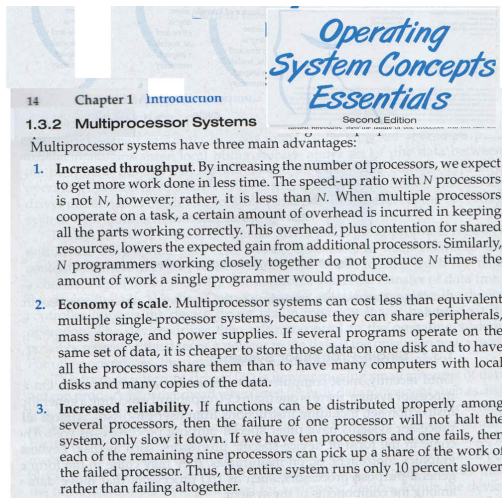 Operating
System Concepts
Essentials
Second Edition
14 Chapter 1 Introduction
1.3.2 Multiprocessor Systems
Multiprocessor systems have three main advantages:
1. Increased throughput. By increasing the number of processors, we expect
to get more work done in less time. The speed-up ratio with N processors
is not N, however; rather, it is less than N. When multiple processors
cooperate on a task, a certain amount of overhead is incurred in keeping
all the parts working correctly. This overhead, plus contention for shared
resources, lowers the expected gain from additional processors. Similarly,
N programmers working closely together do not produce N times the
amount of work a single programmer would produce.
2. Economy of scale. Multiprocessor systems can cost less than equivalent
multiple single-processor systems, because they can share peripherals,
mass storage, and power supplies. If several programs operate on the
same set of data, it is cheaper to store those data on one disk and to have
all the processors share them than to have many computers with local
disks and many copies of the data.
3. Increased reliability. If functions can be distributed properly among
several processors, then the failure of one processor will not halt the
system, only slow it down. If we have ten processors and one fails, then
each of the remaining nine processors can pick up a share of the work of
the failed processor. Thus, the entire system runs only 10 percent slower
rather than failing altogether.